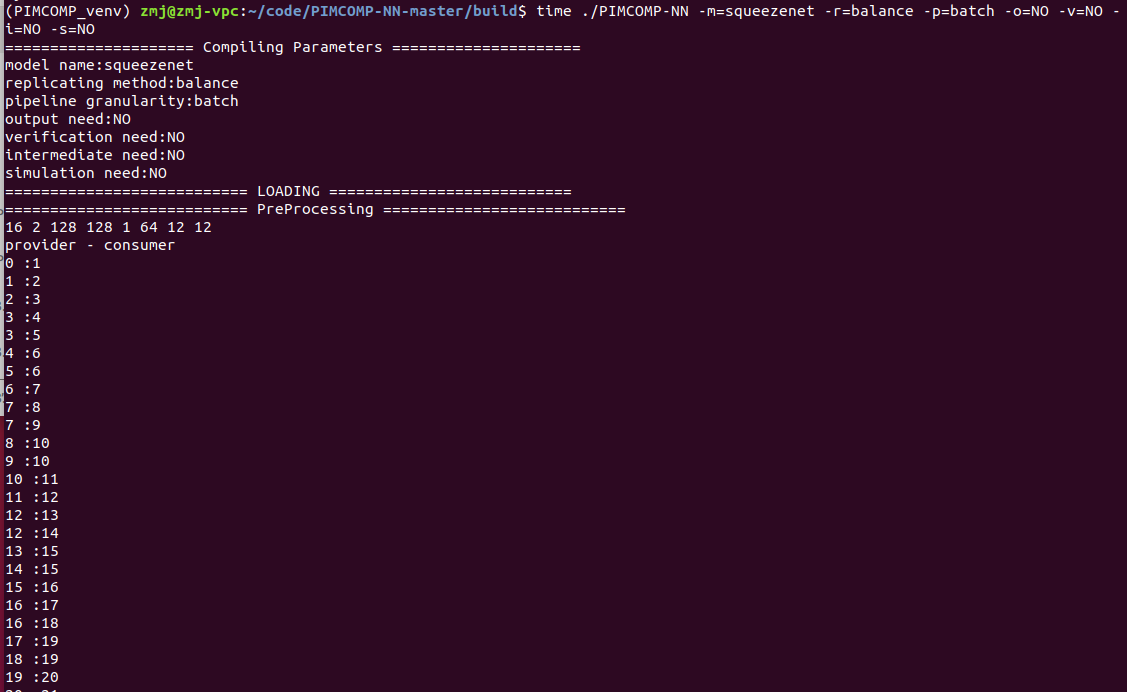 (PIMCOMP_venv) zmj@zmj-vpc:~/code/PIMCOMP-NN-master/build$ time ./PIMCOMP-NN -m=squeezenet -r=balance -p=batch -o=NO -v=NO -
i=NO -s=NO
===================== Compiling Parameters =====================
model name:squeezenet
replicating method:balance
pipeline granularity:batch
output need:NO
verification need:NO
intermediate need:NO
simulation need:NO
=========================== LOADING ===========================
=========================== PreProcessing ===========================
16 2 128 128 1 64 12 12
provider - consumer
0 :1
1 :2
2 :3
3 :4
3 :5
4 :6
5 :6
6 :7
7 :8
7 :9
8 :10
9 :10
10 :11
11 :12
12 :13
12 :14
13 :15
14 :15
15 :16
16 :17
16 :18
17 :19
18 :19
19 :20